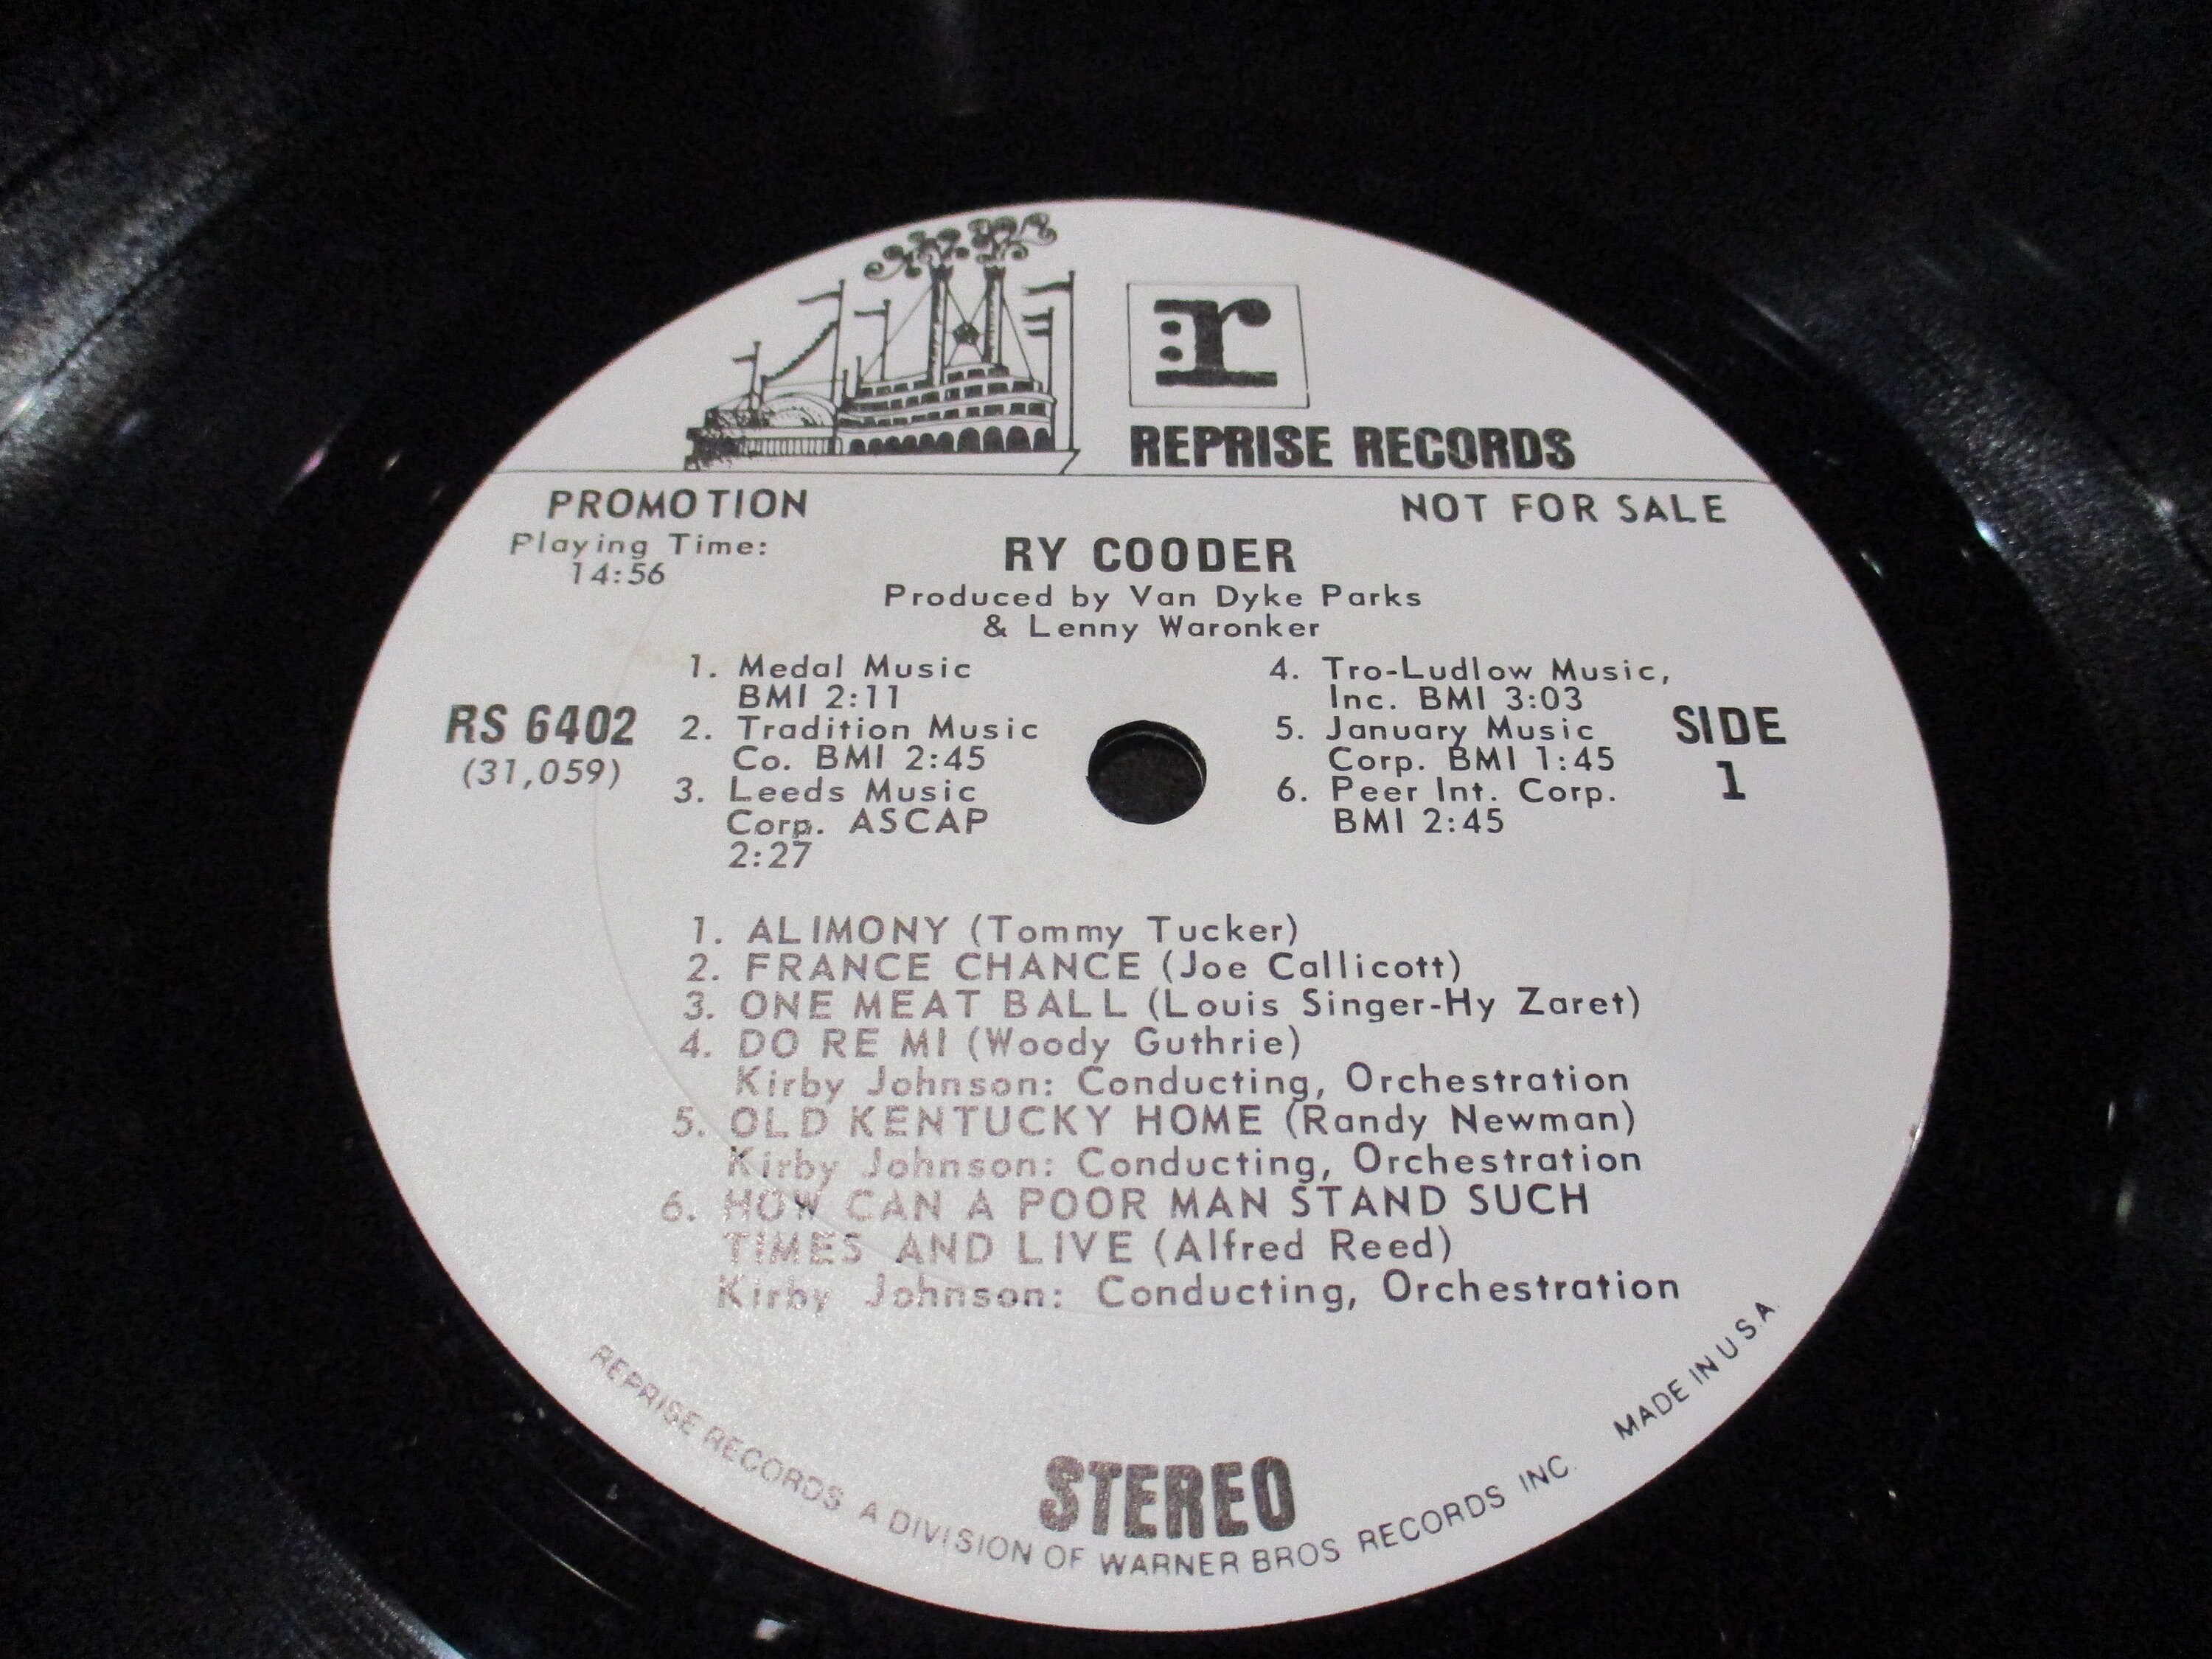 r
REPRISE RECORDS
PROMOTION
NOT FOR SALE
Playing Time:
14:56
RY COODER
Produced by Van Dyke Parks
& Lenny Waronker
RS 6402
(31,059)
1. Medal Music
BMI 2:11
2. Tradition Music
Co. BMI 2:45
3. Leeds Music
Corp. ASCAP
2:27
4. Tro-Ludlow Music,
Inc. BMI 3:03
5. January Music
Corp. BMI 1:45
6. Peer Int. Corp.
BMI 2:45
SIDE
1
1. ALIMONY (Tommy Tucker)
2. FRANCE CHANCE (Joe Callicott)
3. ONE MEAT BALL (Louis Singer-Hy Zaret)
4. DO RE MI (Woody Guthrie)
Kirby Johnson: Conducting, Orchestration
5. OLD KENTUCKY HOME (Randy Newman)
Kirby Johnson: Conducting, Orchestration
6. HOW CAN A POOR MAN STAND SUCH
TIMES AND LIVE (Alfred Reed)
Kirby Johnson: Conducting, Orchestration
STEREO
REPRISE RECORDS A DIVISION OF WARNER BROS RECORDS INC. MADE IN U.S.A.